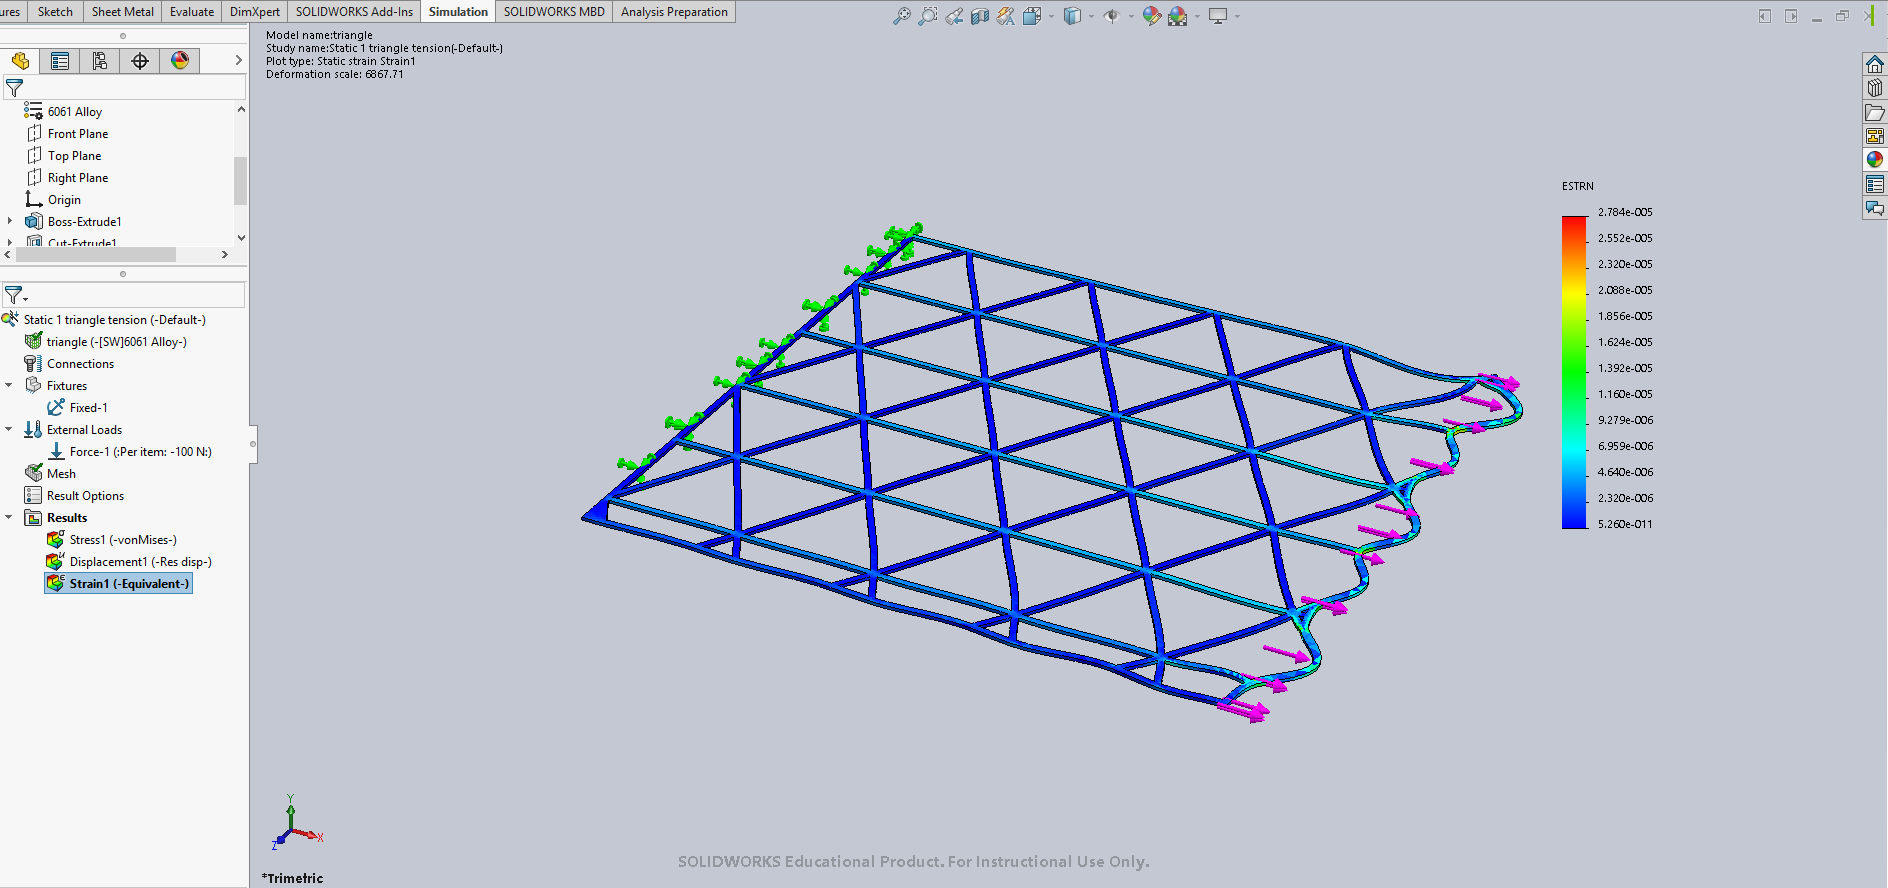 ures Sketch Sheet Metal Evaluate DimXpert SOLIDWORKS Add-Ins Simulation SOLIDWORKS MBD Analysis Preparation
Model name:triangle
Study name:Static 1 triangle tension(-Default-)
Plot type: Static strain Strain1
Deformation scale: 6867.71
6061 Alloy
Front Plane
Top Plane
Right Plane
Origin
Boss-Extrude1
Cut-Extrude1
Static 1 triangle tension (-Default-)
triangle (-[SW]6061 Alloy-)
Connections
Fixtures
Fixed-1
External Loads
Force-1 (:Per item: -100 N:)
Mesh
Result Options
Results
Stress1 (-vonMises-)
Displacement1 (-Res disp-)
Strain1 (-Equivalent-)
ESTRN
2.784e-005
2.552e-005
2.320e-005
2.088e-005
1.856e-005
1.624e-005
1.392e-005
1.160e-005
9.279e-006
6.959e-006
4.640e-006
2.320e-006
5.260e-011
Y
X
Z
SOLIDWORKS Educational Product. For Instructional Use Only.
*Trimetric